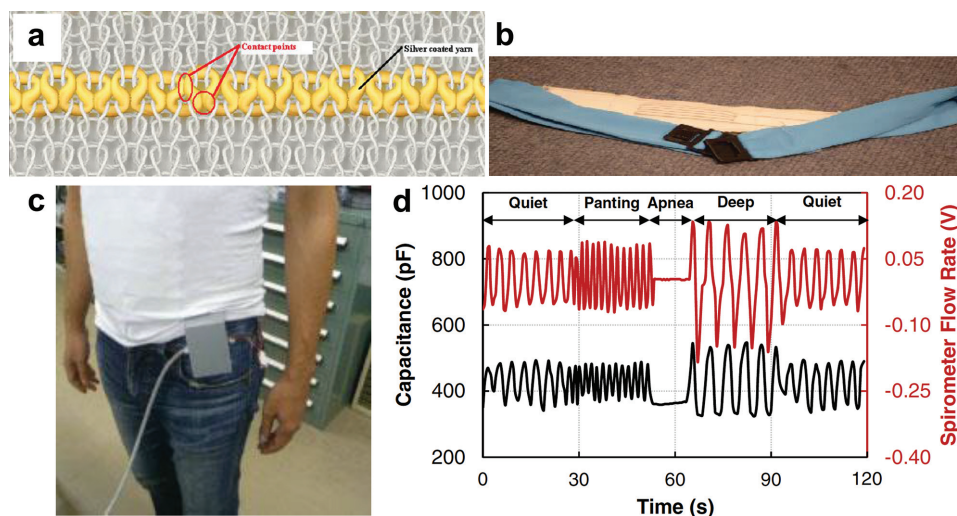 a
Contact points
Silver coated yarn
b
c
d
Quiet
Panting
Apnea
Deep
Quiet
1000
800
600
400
200
Capacitance (pF)
0.20
0.05
-0.10
-0.25
-0.40
Spirometer Flow Rate (V)
0
30
60
90
120
Time (s)